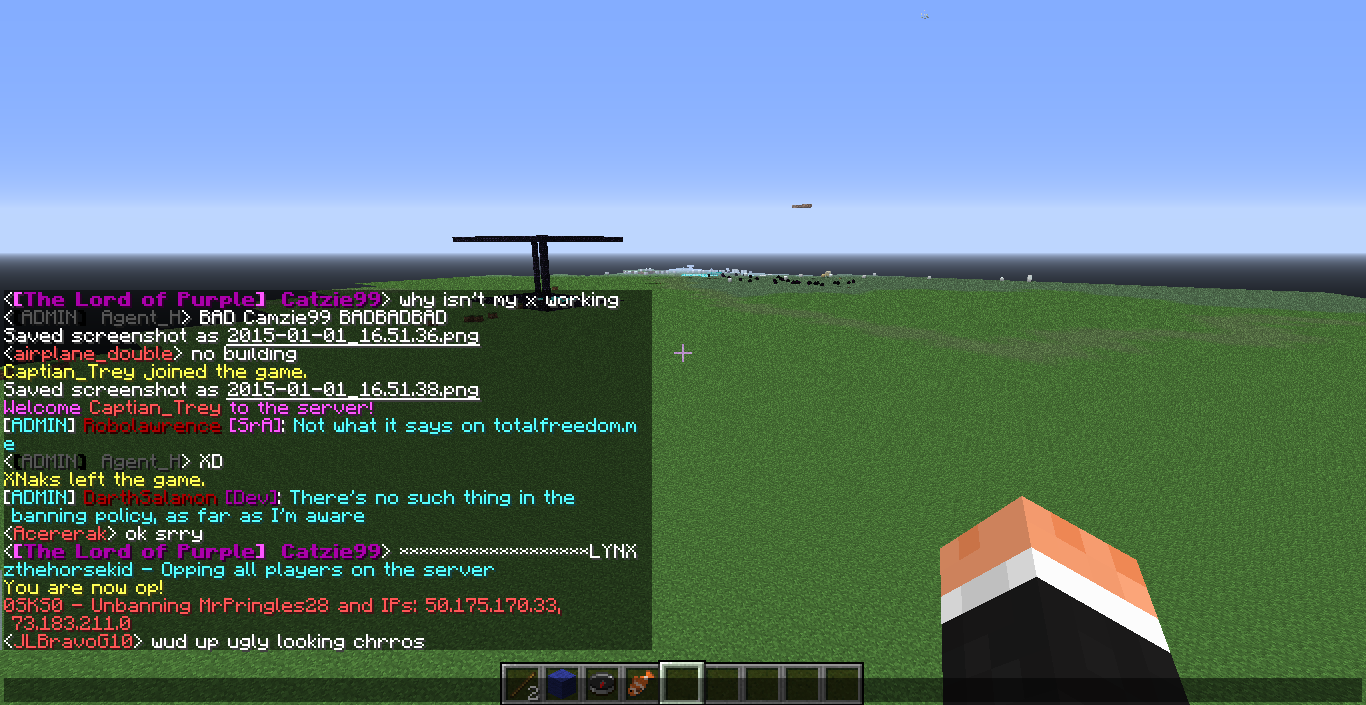 <[The Lord of Purple] Catzie99> why isn't my x working
<[ADMIN] Agent_H> BAD Camzie99 BADBADBAD
Saved screenshot as 2015-01-01_16.51.36.png
<airplane_double> no building
Captian_Trey joined the game.
Saved screenshot as 2015-01-01_16.51.38.png
Welcome Captian_Trey to the server!
[ADMIN] Robolawrence [SrA]: Not what it says on totalfreedom.m
e
<[ADMIN] Agent_H> XD
XNaks left the game.
[ADMIN] DarthSalamon [Dev]: There's no such thing in the
banning policy, as far as I'm aware
<Acererak> ok srry
<[The Lord of Purple] Catzie99> ×××××××××××××××××××LYNX
zthehorsekid - Opping all players on the server
You are now op!
0SK50 - Unbanning MrPringles28 and IPs: 50.175.170.33,
73.183.211.0
<JLBravoG10> wud up ugly looking chrros
2